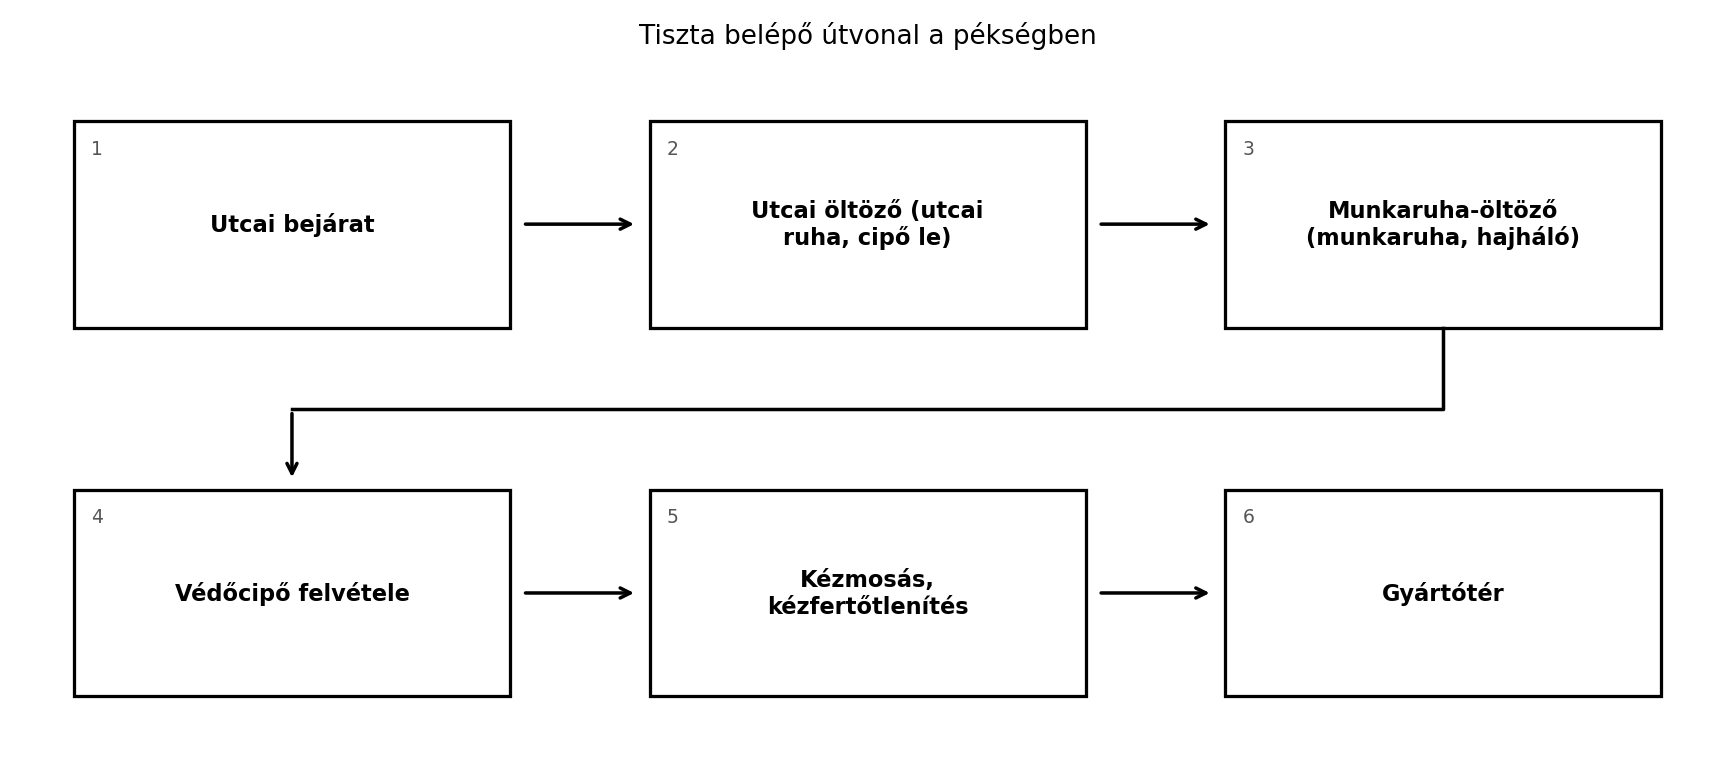 Tiszta belépő útvonal a pékségben
1
Utcai bejárat
2
Utcai öltöző (utcai
ruha, cipő le)
3
Munkaruha-öltöző
(munkaruha, hajháló)
4
Védőcipő felvétele
5
Kézmosás,
kézfertőtlenítés
6
Gyártótér